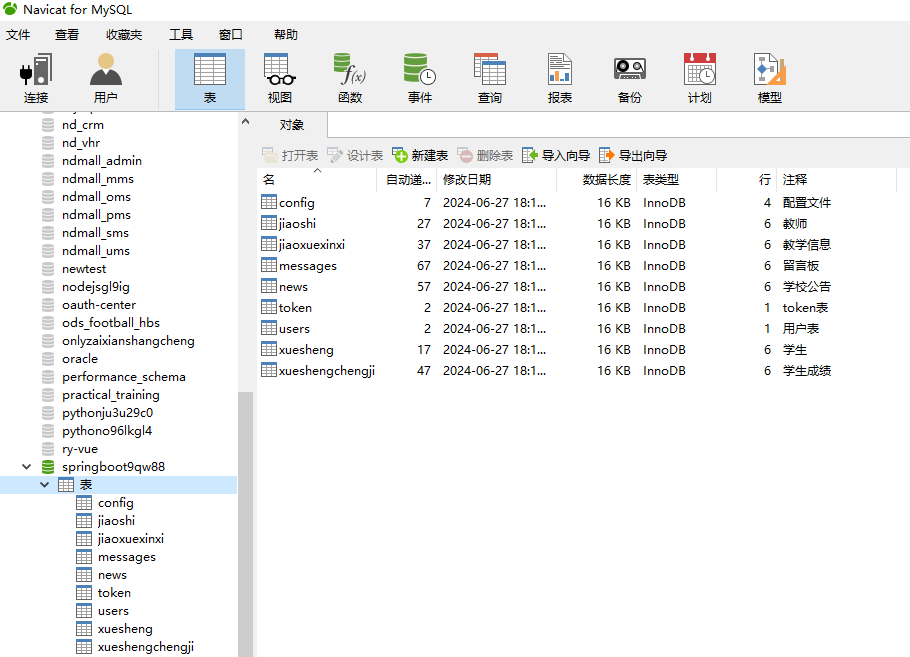 Navicat for MySQL
文件 查看 收藏夹 工具 窗口 帮助
连接 用户 表 视图 函数 事件 查询 报表 备份 计划 模型
nd_crm
nd_vhr
ndmall_admin
ndmall_mms
ndmall_oms
ndmall_pms
ndmall_sms
ndmall_ums
newtest
nodejsgl9ig
oauth-center
ods_football_hbs
onlyzaixianshangcheng
oracle
performance_schema
practical_training
pythonju3u29c0
pythono96lkgl4
ry-vue
springboot9qw88
表
config
jiaoshi
jiaoxuexinxi
messages
news
token
users
xuesheng
xueshengchengji
对象
打开表 设计表 新建表 删除表 导入向导 导出向导
名 自动递... 修改日期 数据长度 表类型 行 注释
config 7 2024-06-27 18:1... 16 KB InnoDB 4 配置文件
jiaoshi 27 2024-06-27 18:1... 16 KB InnoDB 6 教师
jiaoxuexinxi 37 2024-06-27 18:1... 16 KB InnoDB 6 教学信息
messages 67 2024-06-27 18:1... 16 KB InnoDB 6 留言板
news 57 2024-06-27 18:1... 16 KB InnoDB 6 学校公告
token 2 2024-06-27 18:1... 16 KB InnoDB 1 token表
users 2 2024-06-27 18:1... 16 KB InnoDB 1 用户表
xuesheng 17 2024-06-27 18:1... 16 KB InnoDB 6 学生
xueshengchengji 47 2024-06-27 18:1... 16 KB InnoDB 6 学生成绩